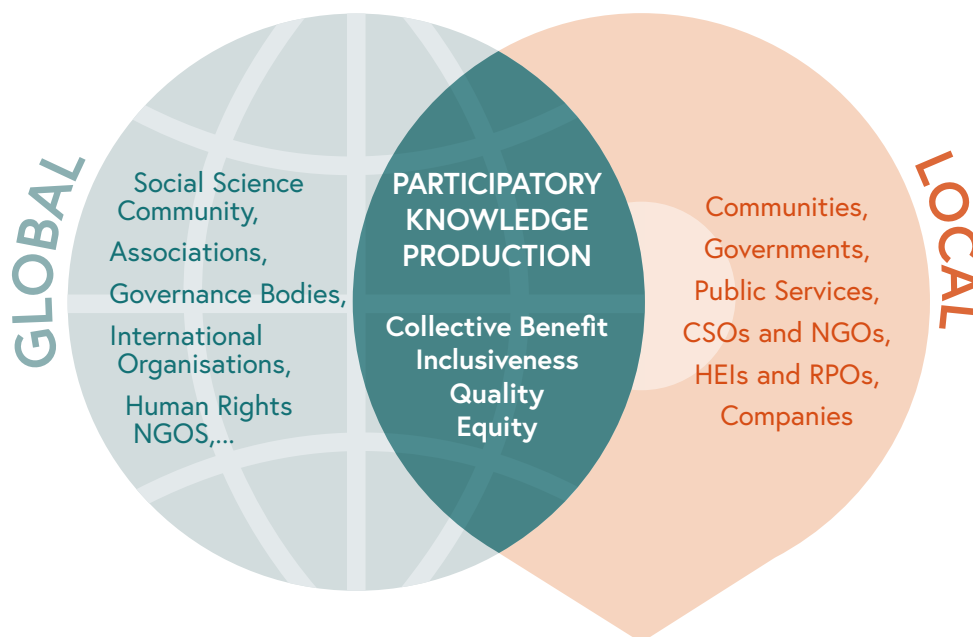 GLOBAL
Social Science
Community,
Associations,
Governance Bodies,
International
Organisations,
Human Rights
NGOS,...
PARTICIPATORY
KNOWLEDGE
PRODUCTION
Collective Benefit
Inclusiveness
Quality
Equity
LOCAL
Communities,
Governments,
Public Services,
CSOs and NGOs,
HEIs and RPOs,
Companies